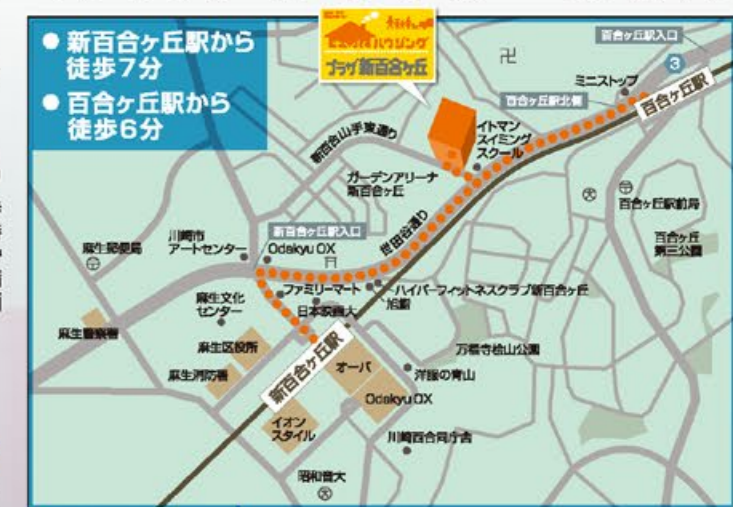 ● 新百合ヶ丘駅から
徒歩7分
● 百合ヶ丘駅から
徒歩6分
ハウジング
プラザ新百合ヶ丘
卍
百合ヶ丘駅入口
3
ミニストップ
百合ヶ丘駅北側
百合ヶ丘駅
イトマン
スイミング
スクール
新百合山手東通り
ガーデンアリーナ
新百合ヶ丘
世田谷通り
百合ヶ丘駅前局
百合ヶ丘
第三公園
新百合ヶ丘駅入口
麻生郵便局
川崎市
アートセンター
Odakyu OX
ファミリーマート
日本映画大
ハイパーフィットネスクラブ新百合ヶ丘
旭鮨
麻生文化
センター
麻生警察署
麻生区役所
麻生消防署
新百合ヶ丘駅
オーパ
万福寺桧山公園
洋服の青山
Odakyu OX
イオン
スタイル
川崎百合同庁舎
昭和音大